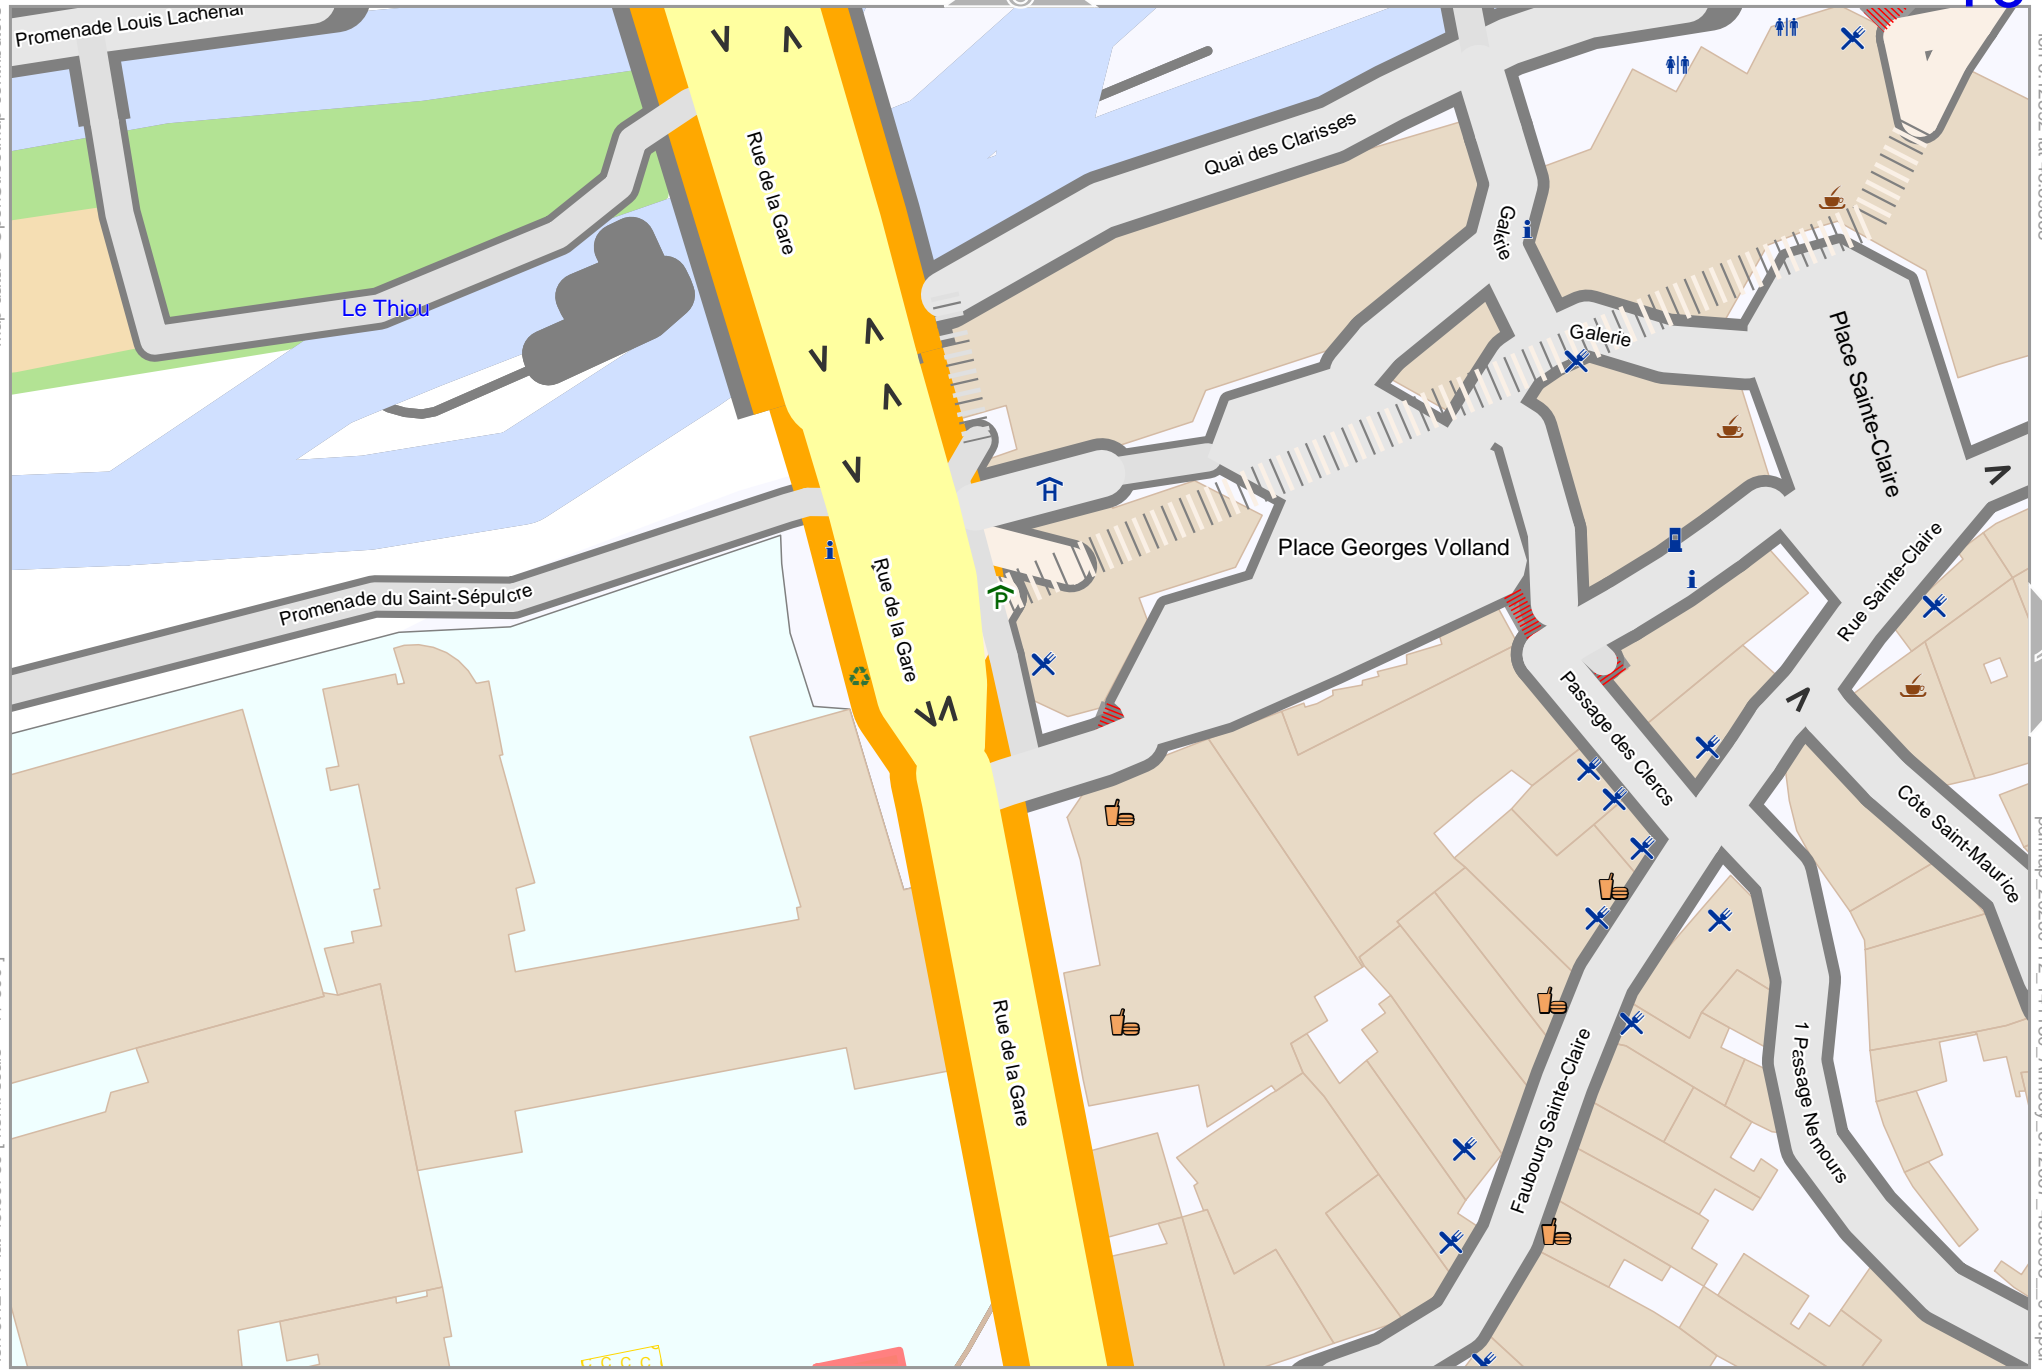 Promenade Louis Lachenal
Rue de la Gare
Quai des Clarisses
Galerie
Le Thiou
Galerie
Place Sainte-Claire
H
Place Georges Volland
Promenade du Saint-Sépulcre
i
i
i
Rue de la Gare
P
Rue Sainte-Claire
Passage des Clercs
Côte Saint-Maurice
Rue de la Gare
Faubourg Sainte-Claire
1 Passage Nemours
C C C C